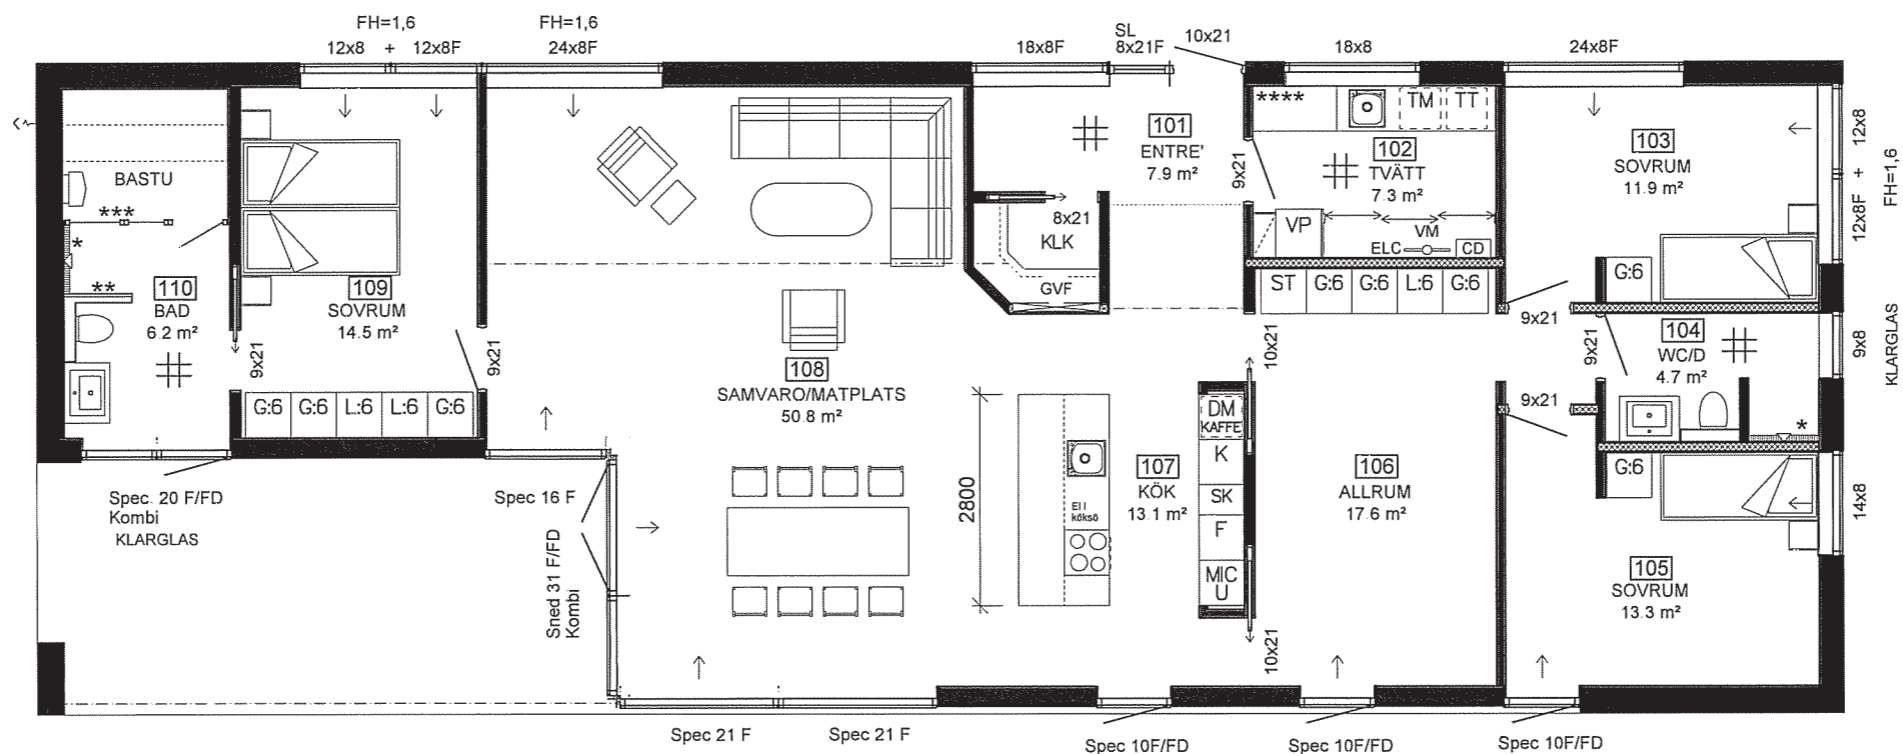 FH=1,6
12x8 + 12x8F
FH=1,6
24x8F
18x8F
SL
8x21F
10x21
18x8
24x8F
BASTU
***
*
**
110
BAD
6.2 m²
9x21
109
SOVRUM
14.5 m²
G:6 G:6 L:6 L:6 G:6
9x21
108
SAMVARO/MATPLATS
50.8 m²
101
ENTRE'
7.9 m²
8x21
KLK
GVF
9x21
****
TM TT
102
TVÄTT
7.3 m²
VP
VM
ELC
CD
ST G:6 G:6 L:6 G:6
103
SOVRUM
11.9 m²
G:6
12x8F + 12x8
FH=1,6
9x21
9x21
104
WC/D
4.7 m²
*
9x8
KLARGLAS
9x21
10x21
DM
KAFFE
K
SK
F
MIC
U
2800
El I
köksö
107
KÖK
13.1 m²
106
ALLRUM
17.6 m²
G:6
105
SOVRUM
13.3 m²
14x8
10x21
Spec. 20 F/FD
Kombi
KLARGLAS
Spec 16 F
Sned 31 F/FD
Kombi
Spec 21 F
Spec 21 F
Spec 10F/FD
Spec 10F/FD
Spec 10F/FD